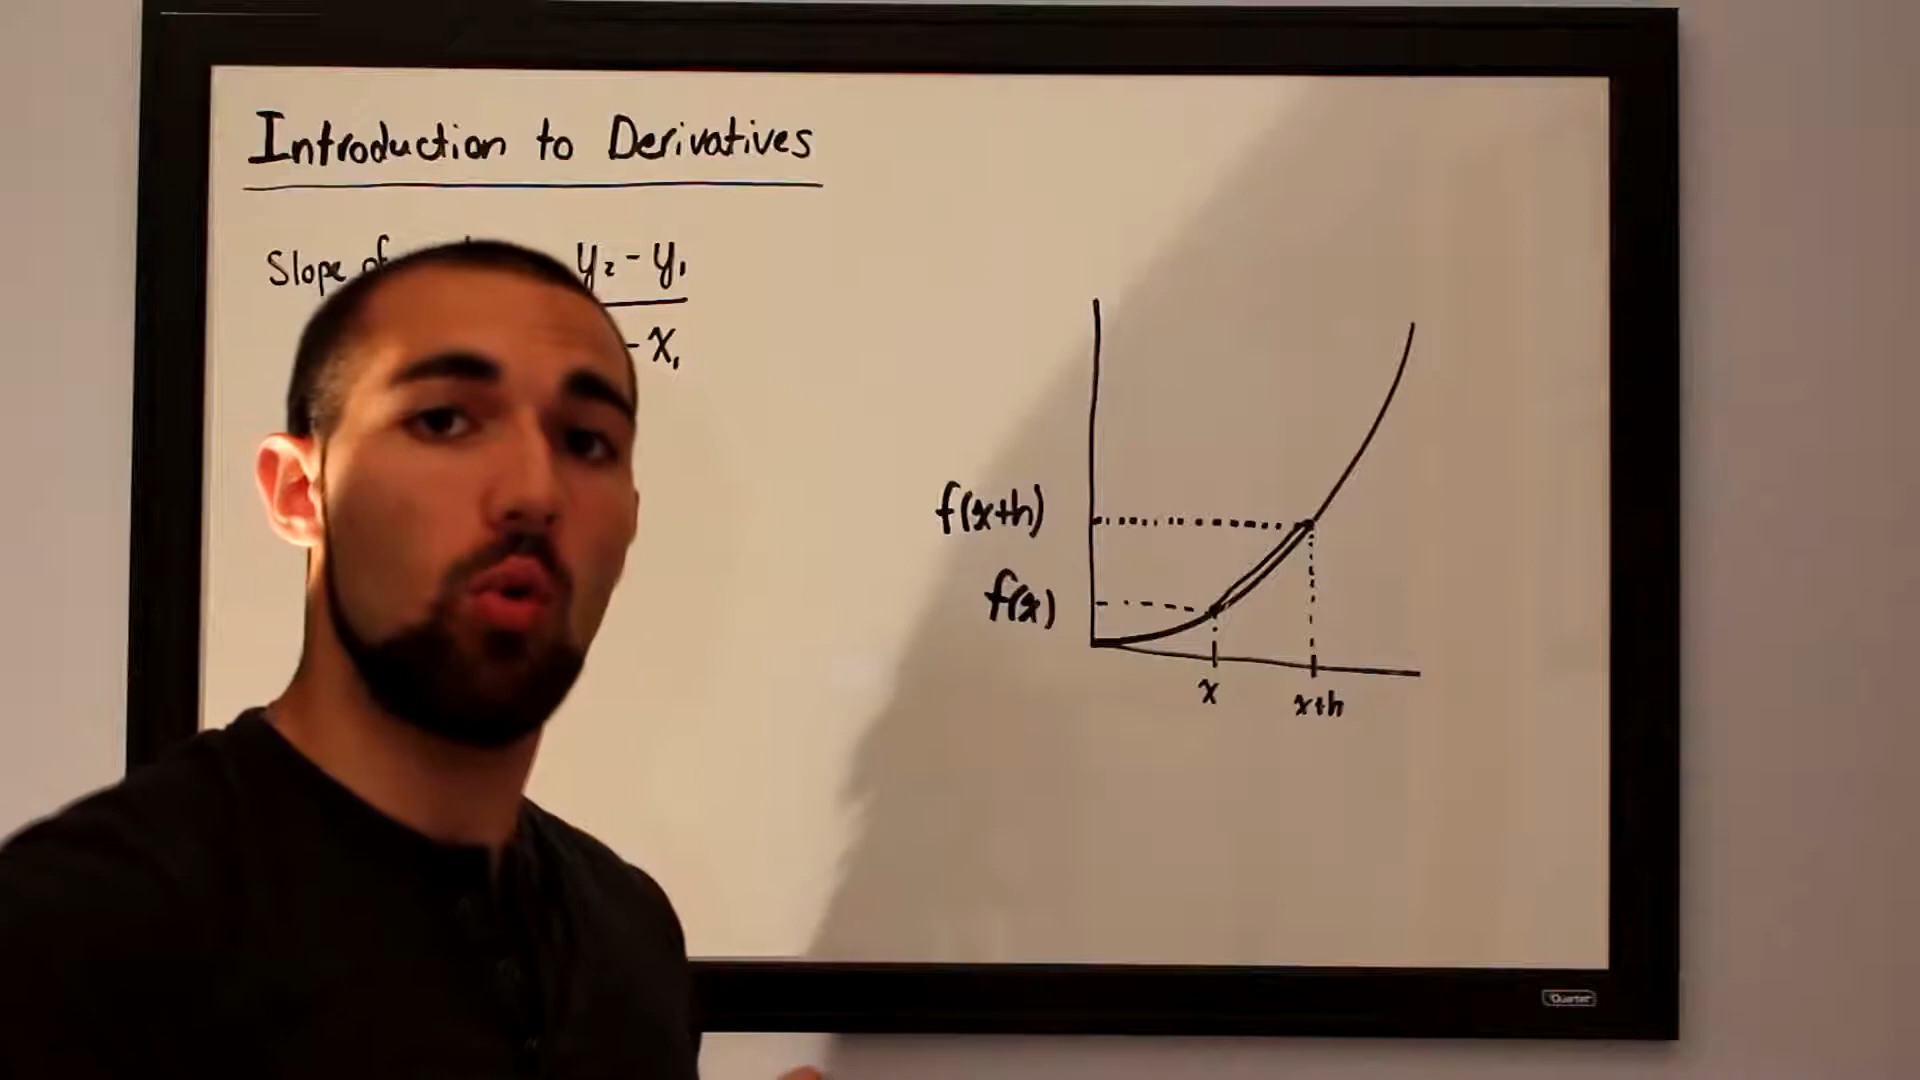 Introduction to Derivatives
Slope of
y₂ - y₁
- x₁
f(x+h)
f(x)
x
x+h
Quartet